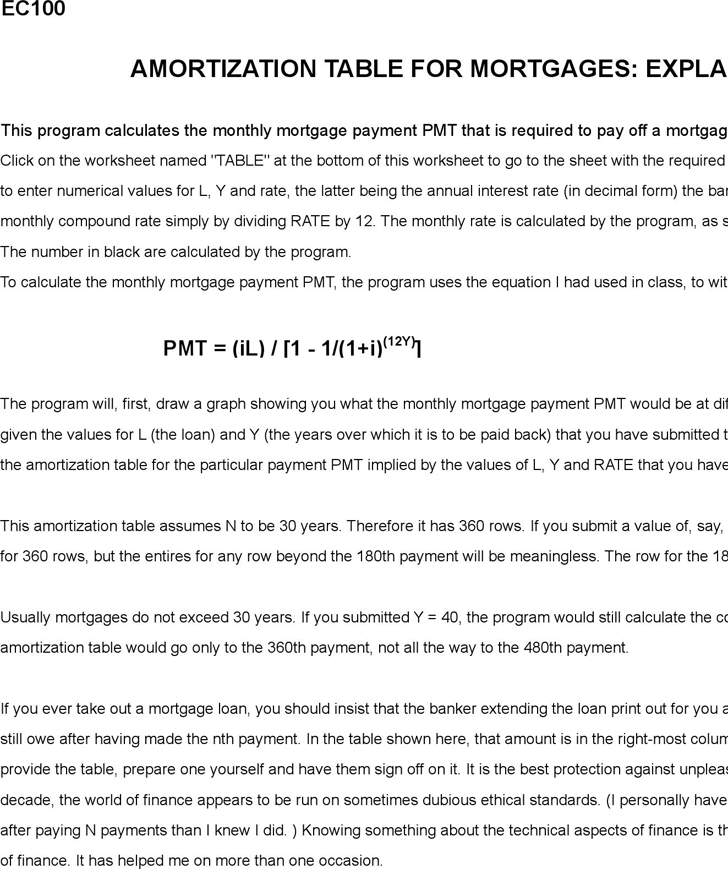 EC100
AMORTIZATION TABLE FOR MORTGAGES: EXPLA
This program calculates the monthly mortgage payment PMT that is required to pay off a mortgag
Click on the worksheet named "TABLE" at the bottom of this worksheet to go to the sheet with the required
to enter numerical values for L, Y and rate, the latter being the annual interest rate (in decimal form) the ban
monthly compound rate simply by dividing RATE by 12. The monthly rate is calculated by the program, as s
The number in black are calculated by the program.
To calculate the monthly mortgage payment PMT, the program uses the equation I had used in class, to wit
PMT = (iL) / [1 - 1/(1+i)^(12Y)]
The program will, first, draw a graph showing you what the monthly mortgage payment PMT would be at dif
given the values for L (the loan) and Y (the years over which it is to be paid back) that you have submitted t
the amortization table for the particular payment PMT implied by the values of L, Y and RATE that you have
This amortization table assumes N to be 30 years. Therefore it has 360 rows. If you submit a value of, say,
for 360 rows, but the entires for any row beyond the 180th payment will be meaningless. The row for the 18
Usually mortgages do not exceed 30 years. If you submitted Y = 40, the program would still calculate the co
amortization table would go only to the 360th payment, not all the way to the 480th payment.
If you ever take out a mortgage loan, you should insist that the banker extending the loan print out for you a
still owe after having made the nth payment. In the table shown here, that amount is in the right-most colum
provide the table, prepare one yourself and have them sign off on it. It is the best protection against unpleas
decade, the world of finance appears to be run on sometimes dubious ethical standards. (I personally have
after paying N payments than I knew I did. ) Knowing something about the technical aspects of finance is th
of finance. It has helped me on more than one occasion.